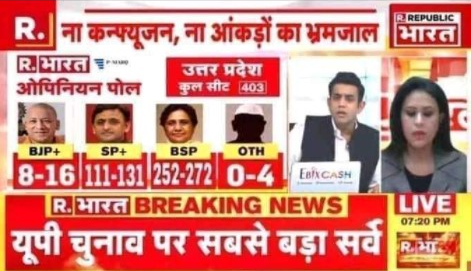 R. ना कन्फ्यूजन, ना आंकड़ों का भ्रमजाल
R. REPUBLIC
भारत
R. भारत P-MARQ
ओपिनियन पोल
उत्तर प्रदेश
कुल सीट 403
BJP+ SP+ BSP OTH
8-16 111-131 252-272 0-4
EbixCASH
R. भारत BREAKING NEWS
यूपी चुनाव पर सबसे बड़ा सर्वे
LIVE
07:20 PM
R. भा